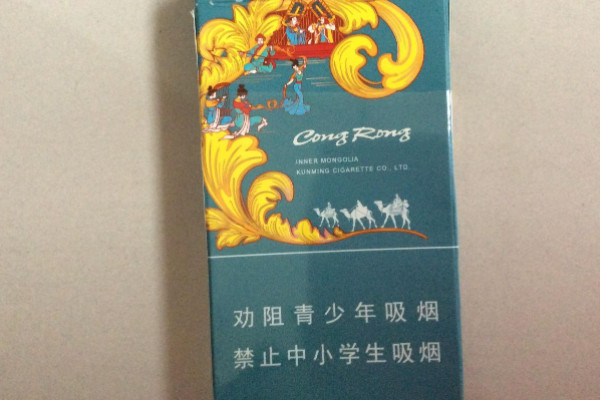 Cong Rong
INNER MONGOLIA
KUNMING CIGARETTE CO., LTD.
劝阻青少年吸烟
禁止中小学生吸烟